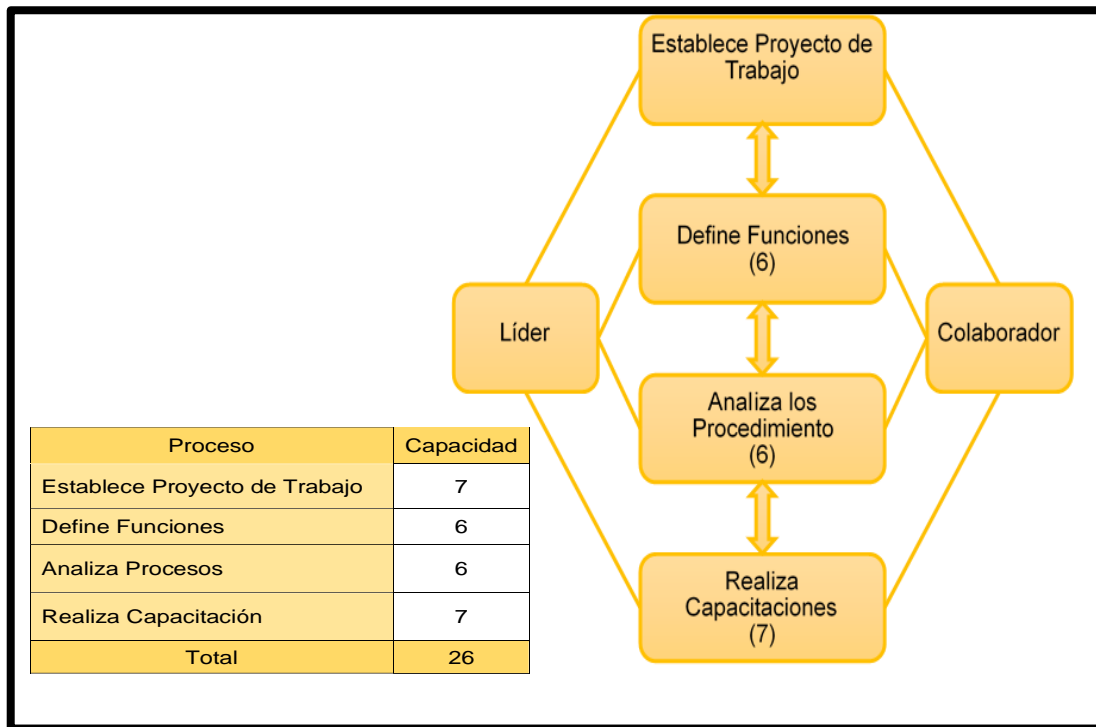 Establece Proyecto de
Trabajo
Define Funciones
(6)
Líder
Colaborador
Analiza los
Procedimiento
(6)
Realiza
Capacitaciones
(7)
Proceso Capacidad
Establece Proyecto de Trabajo 7
Define Funciones 6
Analiza Procesos 6
Realiza Capacitación 7
Total 26